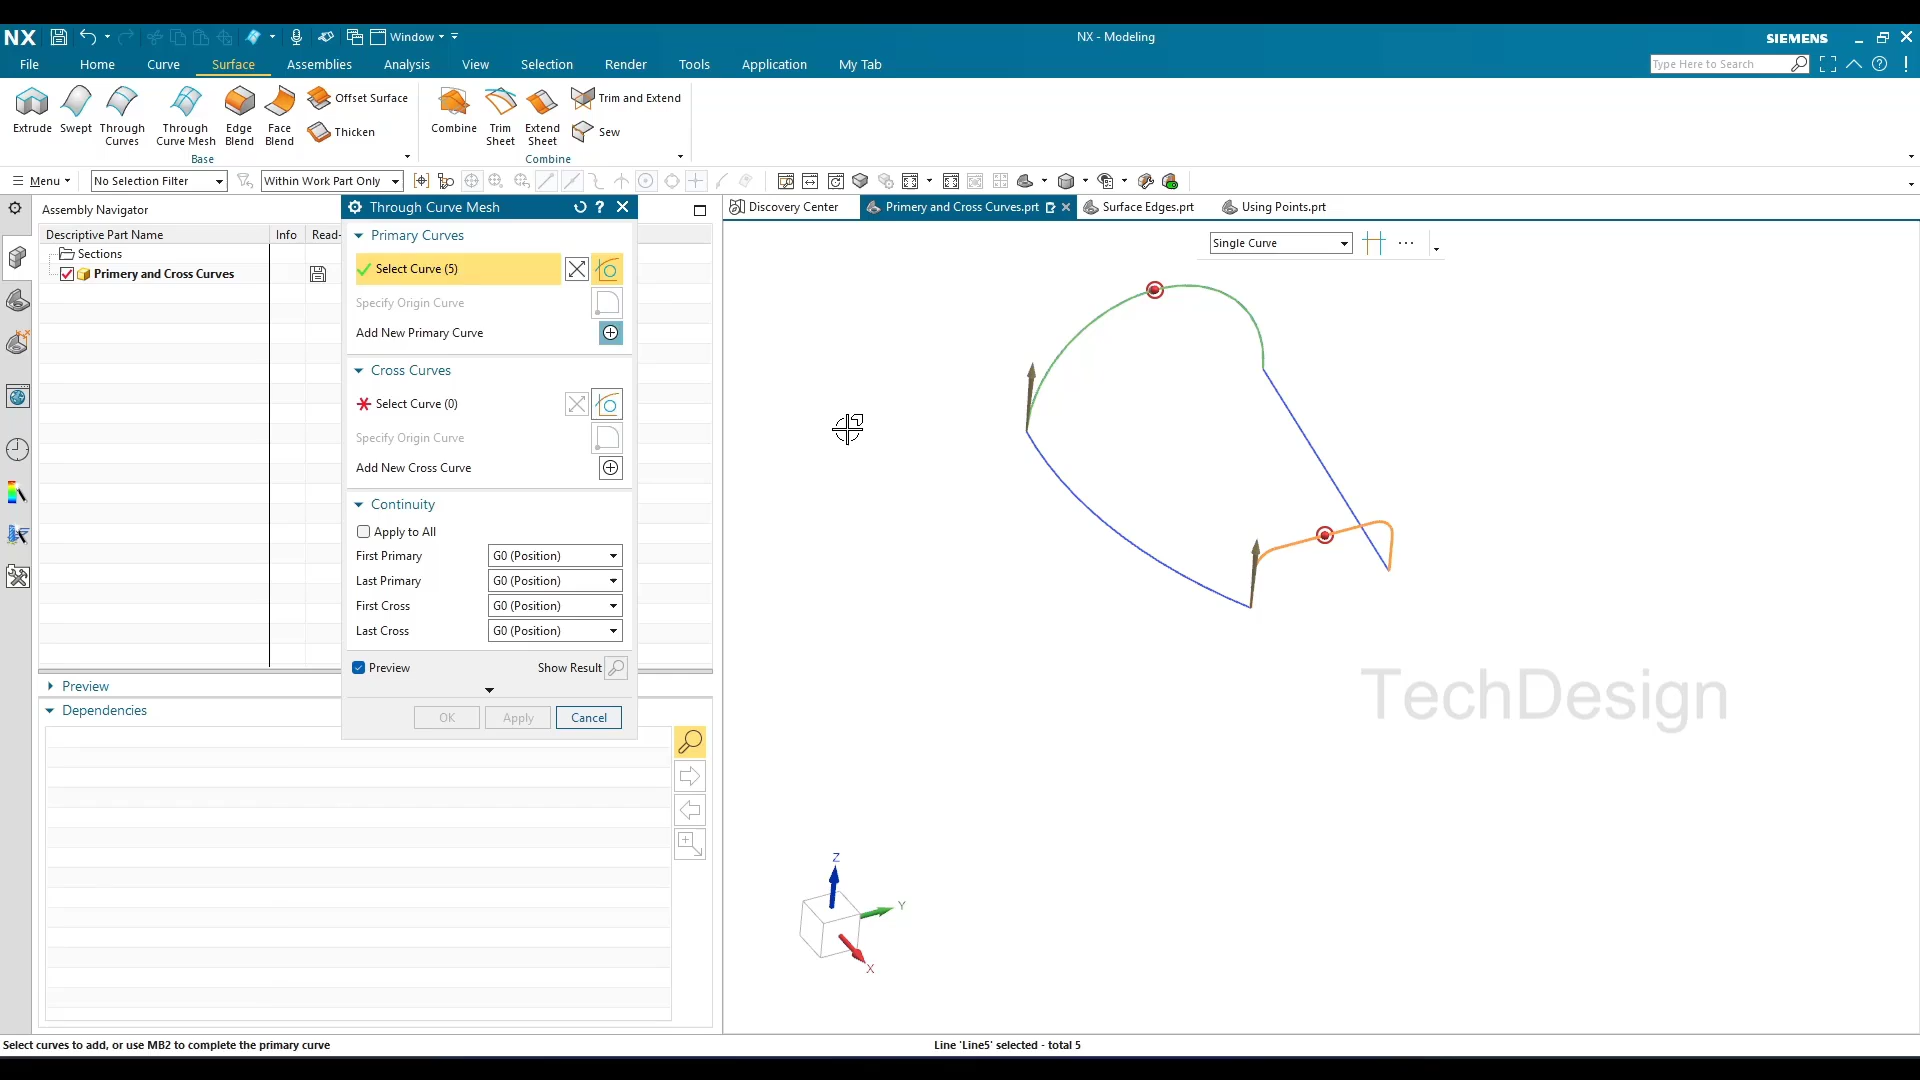 NX
Window
NX - Modeling
SIEMENS
File
Home
Curve
Surface
Assemblies
Analysis
View
Selection
Render
Tools
Application
My Tab
Type Here to Search
Extrude
Swept
Through
Curves
Through
Curve Mesh
Edge
Blend
Face
Blend
Offset Surface
Thicken
Base
Combine
Trim
Sheet
Extend
Sheet
Trim and Extend
Sew
Combine
Menu
No Selection Filter
Within Work Part Only
Assembly Navigator
Descriptive Part Name
Info
Read-
Sections
Primery and Cross Curves
Through Curve Mesh
Primary Curves
Select Curve (5)
Specify Origin Curve
Add New Primary Curve
Cross Curves
Select Curve (0)
Specify Origin Curve
Add New Cross Curve
Continuity
Apply to All
First Primary
G0 (Position)
Last Primary
G0 (Position)
First Cross
G0 (Position)
Last Cross
G0 (Position)
Preview
Show Result
OK
Apply
Cancel
Preview
Dependencies
Discovery Center
Primery and Cross Curves.prt
Surface Edges.prt
Using Points.prt
Single Curve
TechDesign
Z
Y
X
Select curves to add, or use MB2 to complete the primary curve
Line 'Line5' selected - total 5